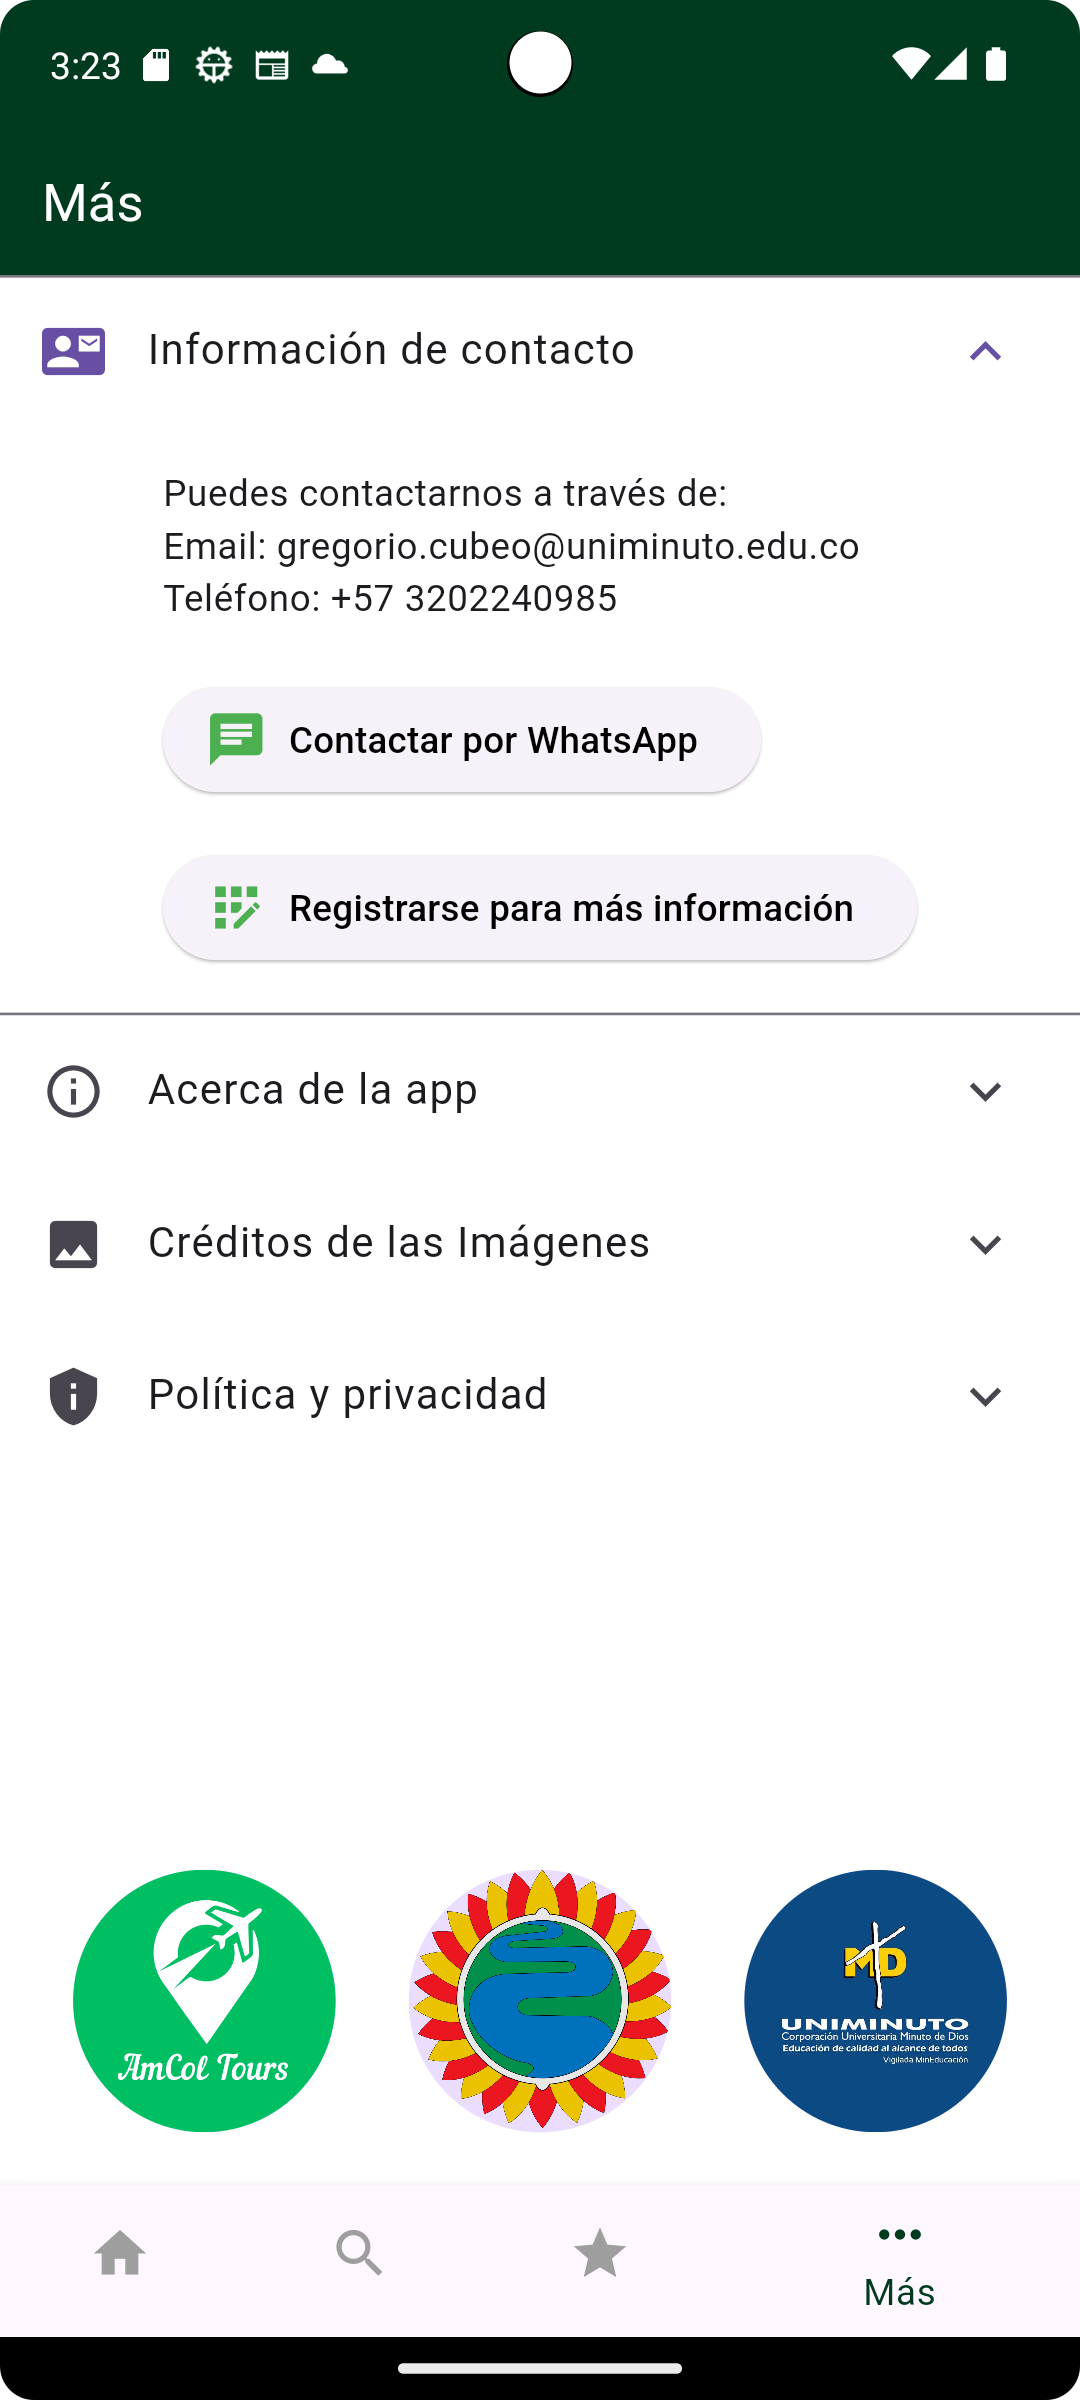 3:23
Más
Información de contacto
Puedes contactarnos a través de:
Email: gregorio.cubeo@uniminuto.edu.co
Teléfono: +57 3202240985
Contactar por WhatsApp
Registrarse para más información
Acerca de la app
Créditos de las Imágenes
Política y privacidad
AmCol Tours
MD
UNIMINUTO
Corporación Universitaria Minuto de Dios
Educación de calidad al alcance de todos
Vigilada MinEducación
Más